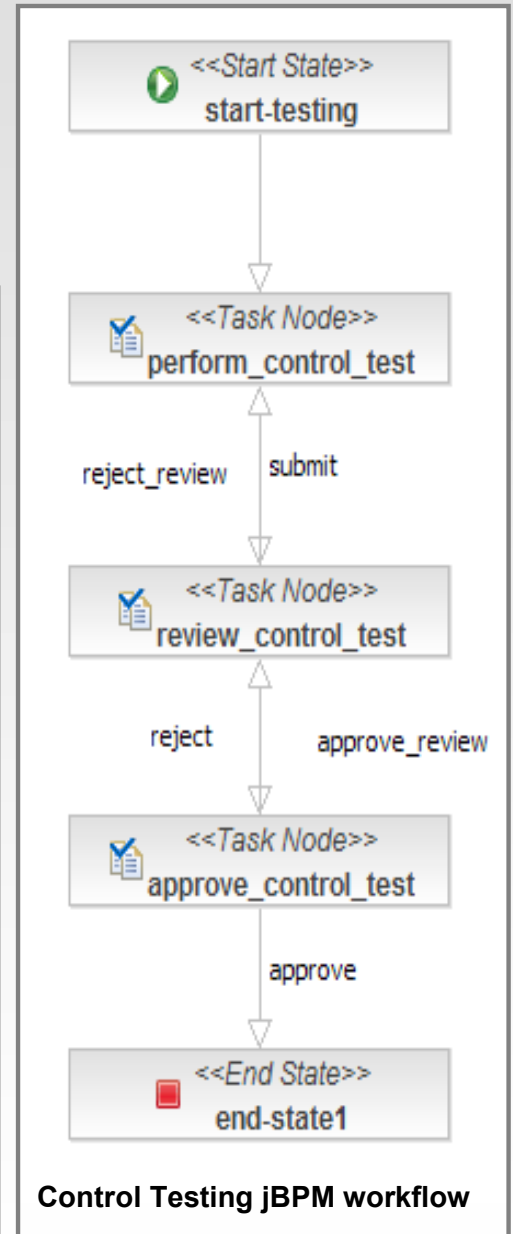 <<Start State>>
start-testing
<<Task Node>>
perform_control_test
reject_review
submit
<<Task Node>>
review_control_test
reject
approve_review
<<Task Node>>
approve_control_test
approve
<<End State>>
end-state1
Control Testing jBPM workflow